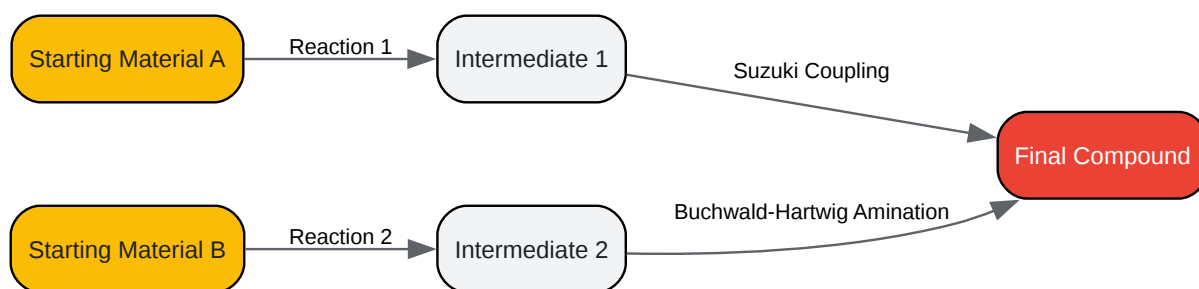 Starting Material A
Reaction 1
Intermediate 1
Suzuki Coupling
Final Compound
Starting Material B
Reaction 2
Intermediate 2
Buchwald-Hartwig Amination